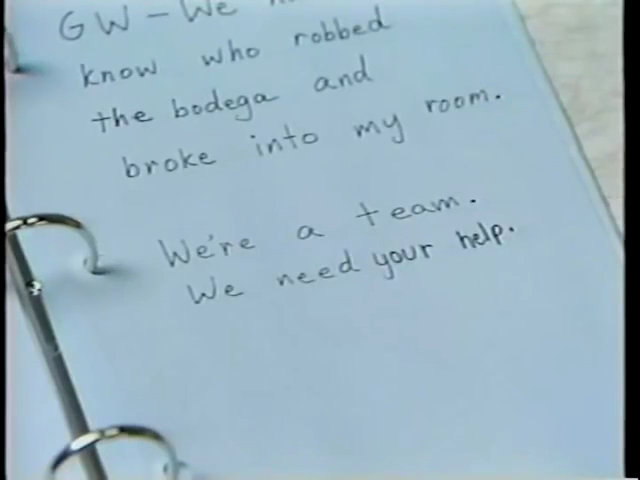 GW - We
know who robbed
the bodega and
broke into my room.
We're a team.
We need your help.